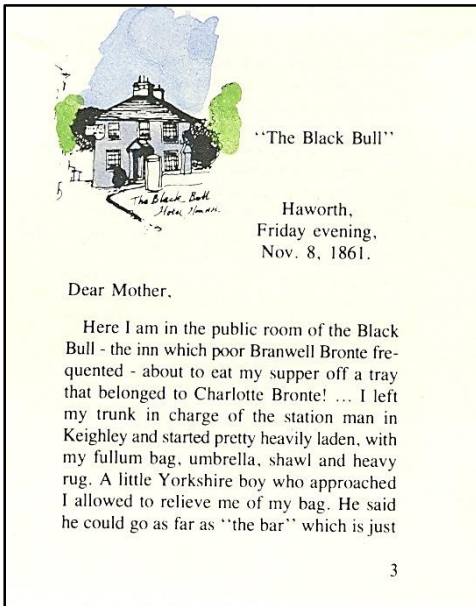 The Black Bull
"The Black Bull"
Haworth,
Friday evening,
Nov. 8, 1861.
Dear Mother,
Here I am in the public room of the Black
Bull - the inn which poor Branwell Bronte fre-
quented - about to eat my supper off a tray
that belonged to Charlotte Bronte! ... I left
my trunk in charge of the station man in
Keighley and started pretty heavily laden, with
my fullum bag, umbrella, shawl and heavy
rug. A little Yorkshire boy who approached
I allowed to relieve me of my bag. He said
he could go as far as "the bar" which is just
3